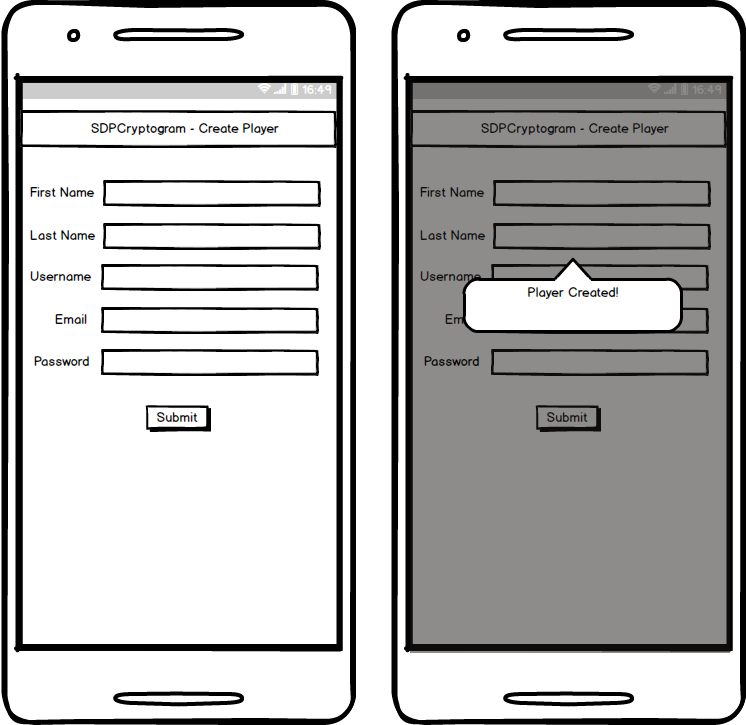 16:49
SDPCryptogram - Create Player
First Name
Last Name
Username
Email
Password
Submit
16:49
SDPCryptogram - Create Player
First Name
Last Name
Username
Player Created!
Em
Password
Submit